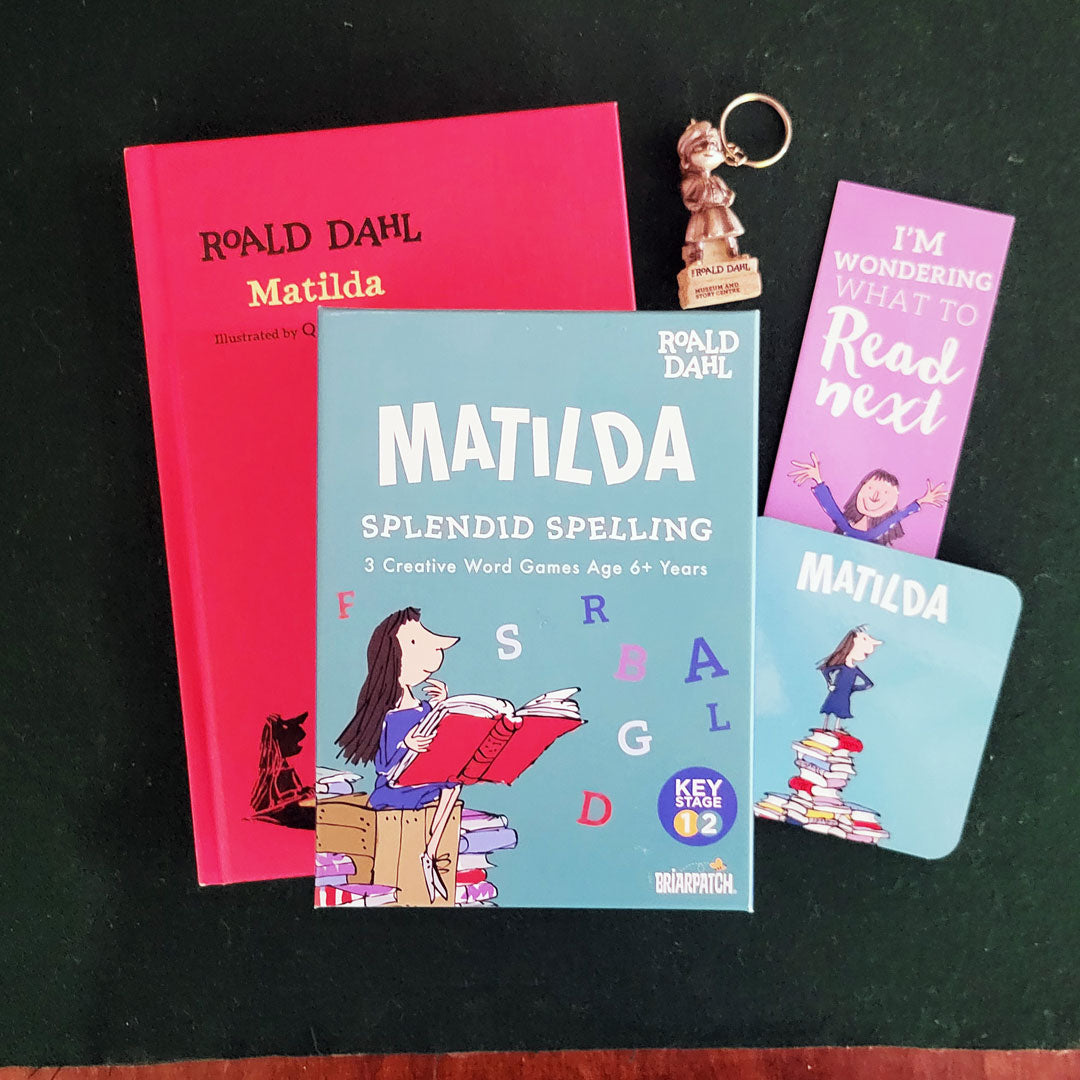 ROALD DAHL
Matilda
Illustrated by Q
ROALD
DAHL
MATILDA
SPLENDID SPELLING
3 Creative Word Games Age 6+ Years
F
S
R
B
A
L
G
D
KEY
STAGE
1 2
BRIARPATCH
THE ROALD DAHL
MUSEUM AND
STORY CENTRE
I'M
WONDERING
WHAT TO
Read
next
MATILDA